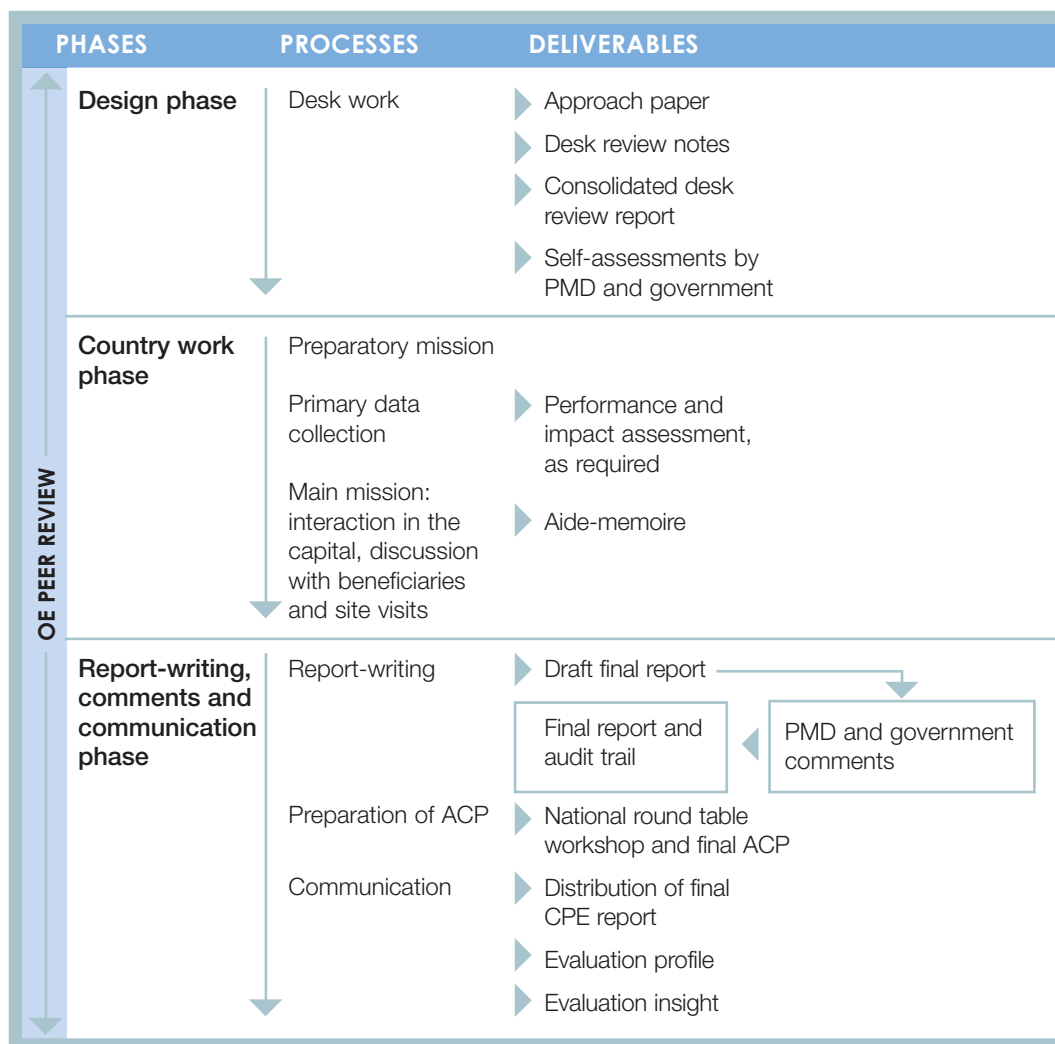 PHASES PROCESSES DELIVERABLES
OE PEER REVIEW
Design phase
Desk work
Approach paper
Desk review notes
Consolidated desk
review report
Self-assessments by
PMD and government
Country work
phase
Preparatory mission
Primary data
collection
Performance and
impact assessment,
as required
Main mission:
interaction in the
capital, discussion
with beneficiaries
and site visits
Aide-memoire
Report-writing,
comments and
communication
phase
Report-writing
Draft final report
PMD and government
comments
Final report and
audit trail
Preparation of ACP
National round table
workshop and final ACP
Communication
Distribution of final
CPE report
Evaluation profile
Evaluation insight